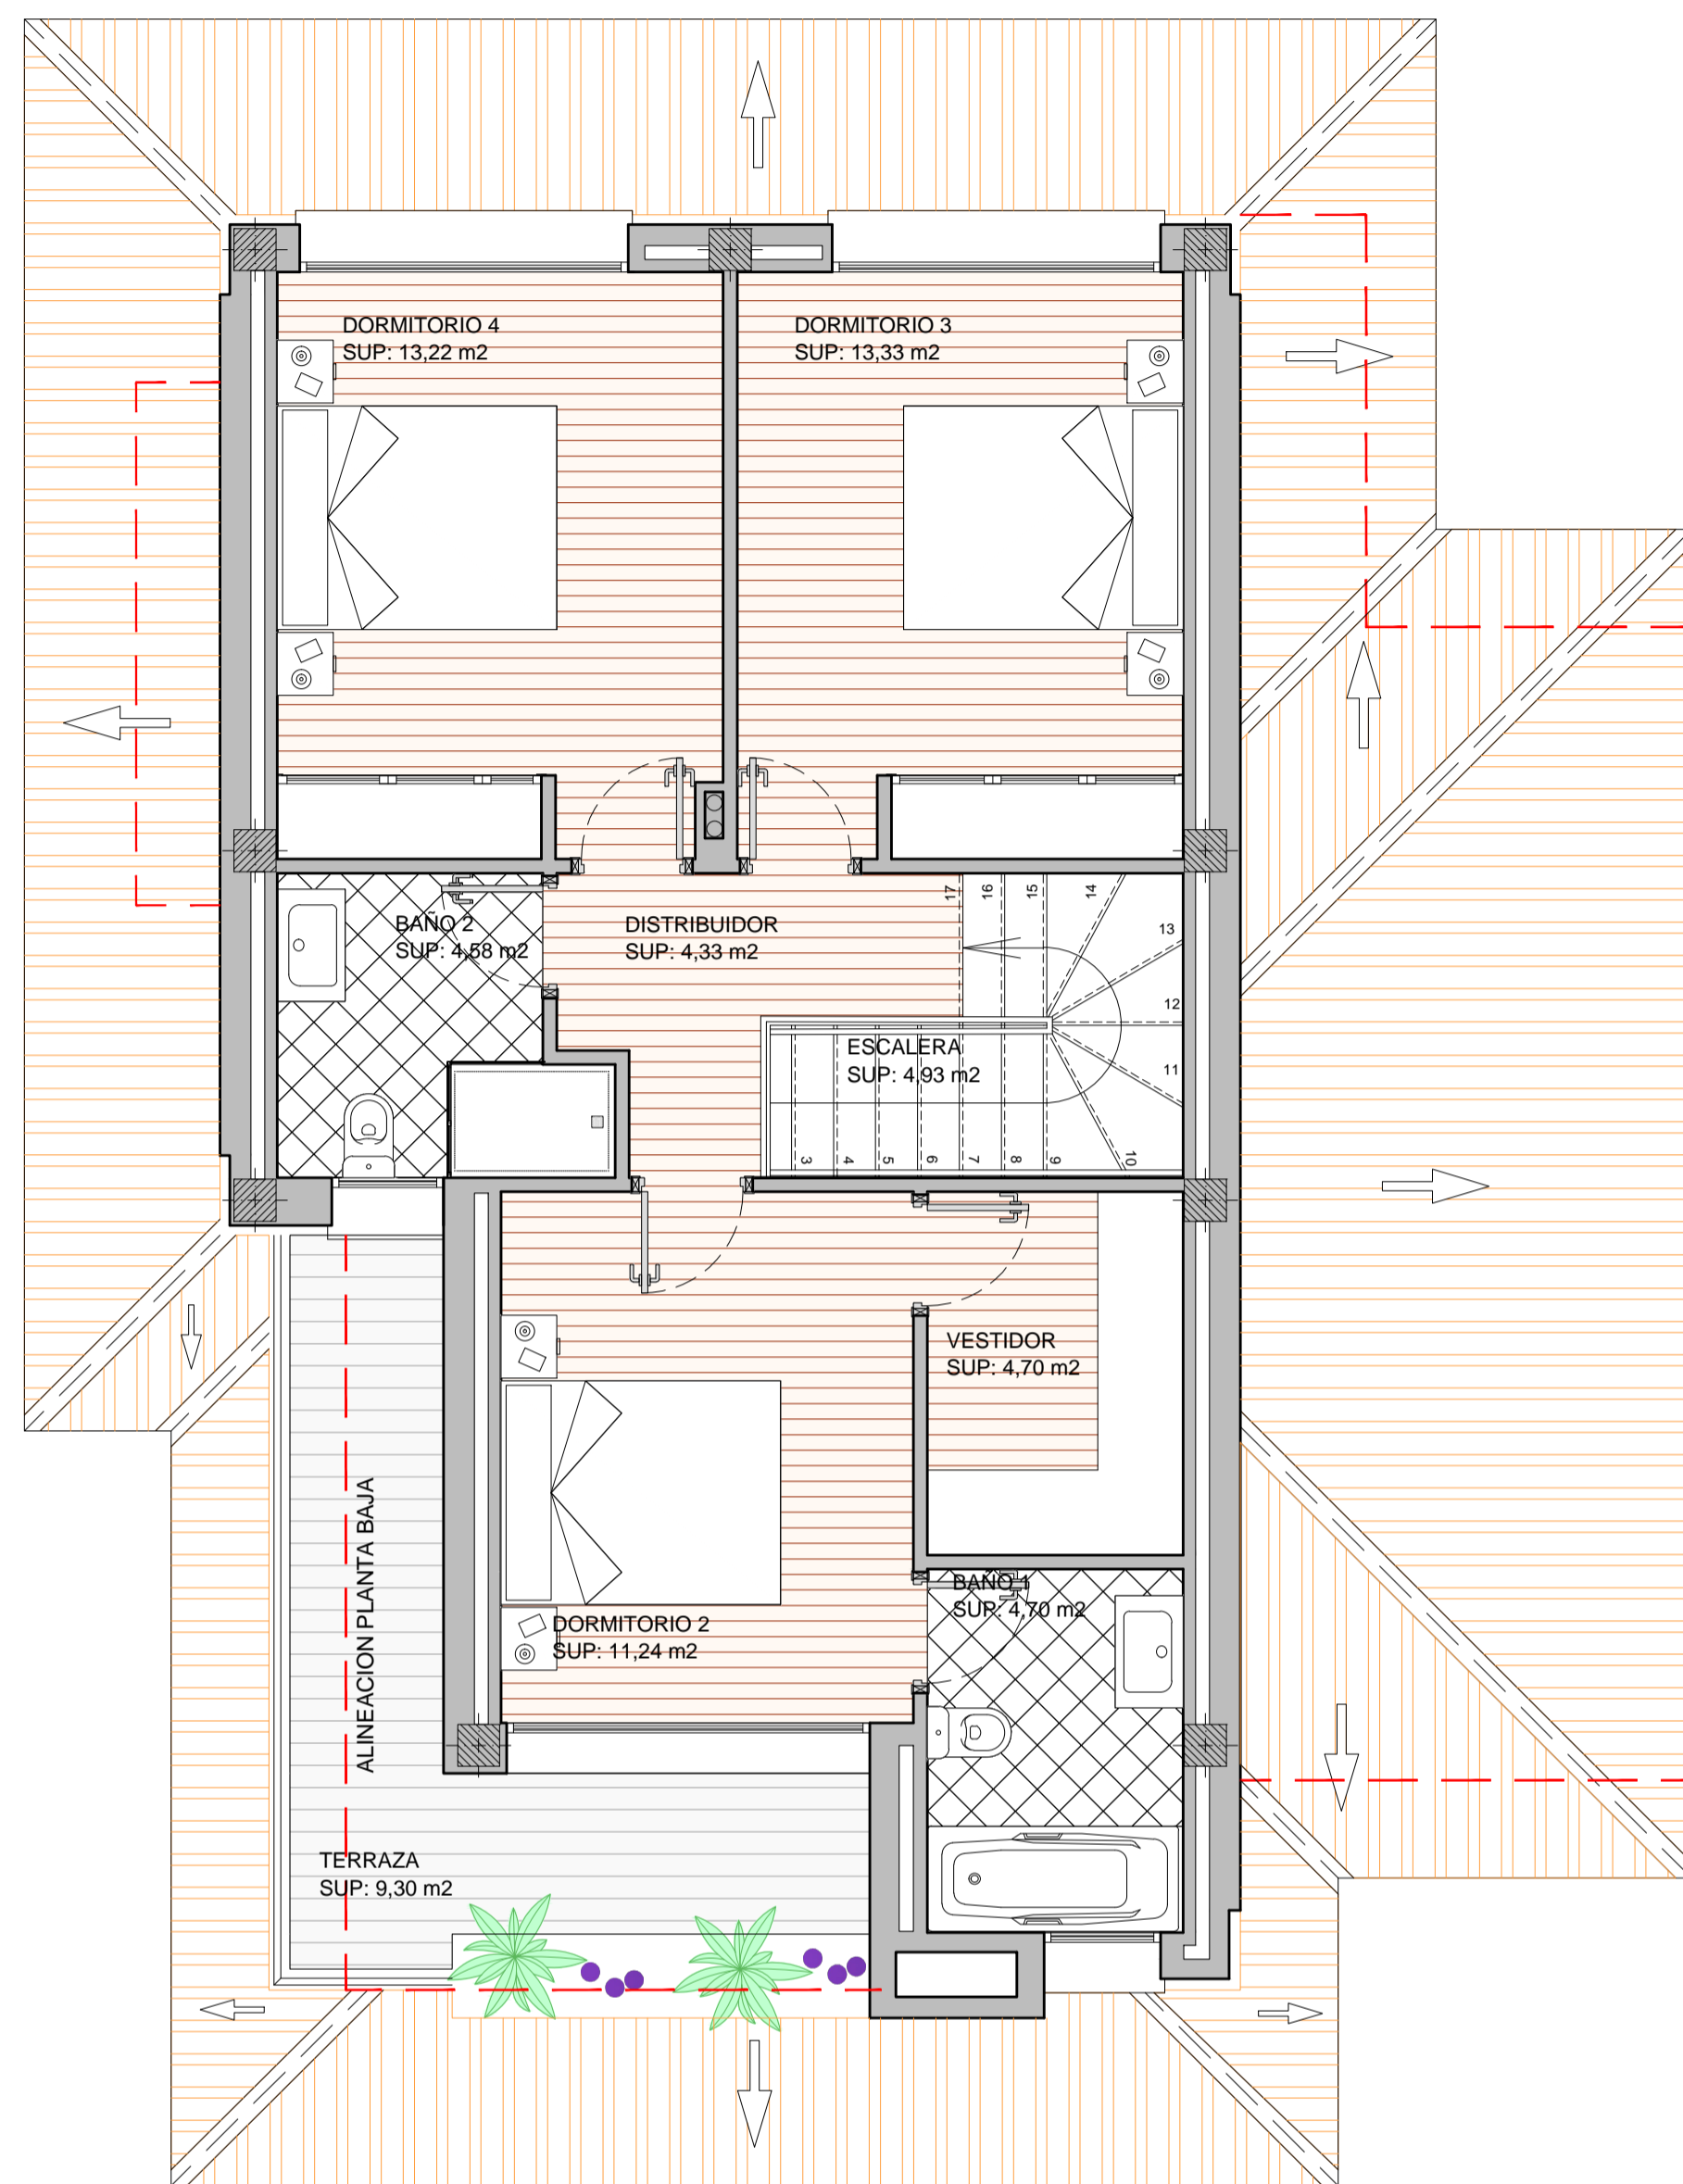 DORMITORIO 4
SUP: 13,22 m2
DORMITORIO 3
SUP: 13,33 m2
BAÑO 2
SUP: 4,58 m2
DISTRIBUIDOR
SUP: 4,33 m2
17
16
15
14
13
12
11
10
ESCALERA
SUP: 4,93 m2
3
4
5
6
7
8
9
VESTIDOR
SUP: 4,70 m2
ALINEACION PLANTA BAJA
BAÑO 1
SUP: 4,70 m2
DORMITORIO 2
SUP: 11,24 m2
TERRAZA
SUP: 9,30 m2